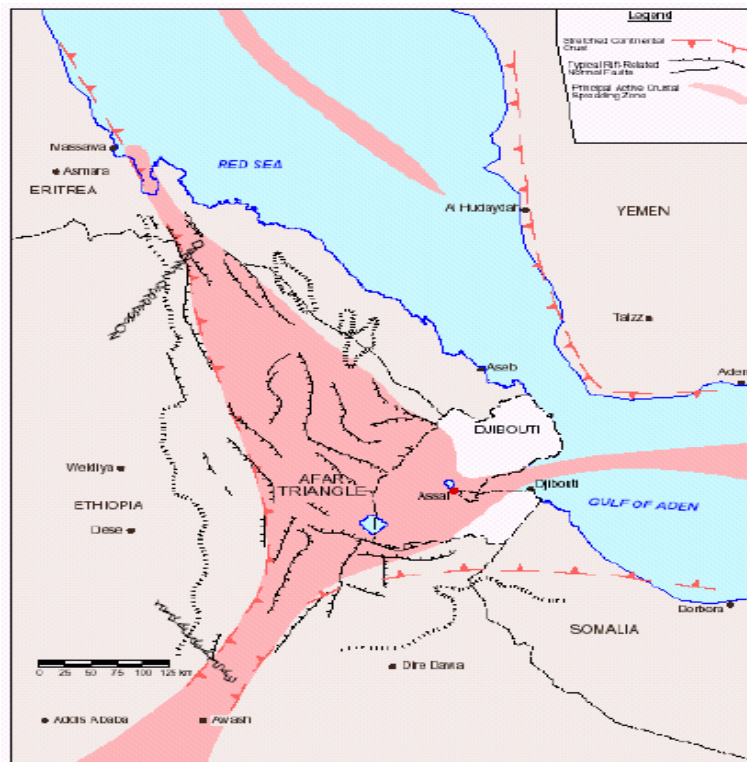 Legend
Stretched Continental
Crust
Typical Rift-Related
Normal Faults
Principal Active Crustal
Spreading Zone
Massawa
Asmara
ERITREA
RED SEA
Al Hudaydah
YEMEN
Taizz
Aden
Aseb
DJIBOUTI
Djibouti
Assal
GULF OF ADEN
AFAR
TRIANGLE
Weldiya
ETHIOPIA
Dese
Berbera
SOMALIA
Dire Dawa
0 25 50 75 100 125 km
Addis Ababa
Awash